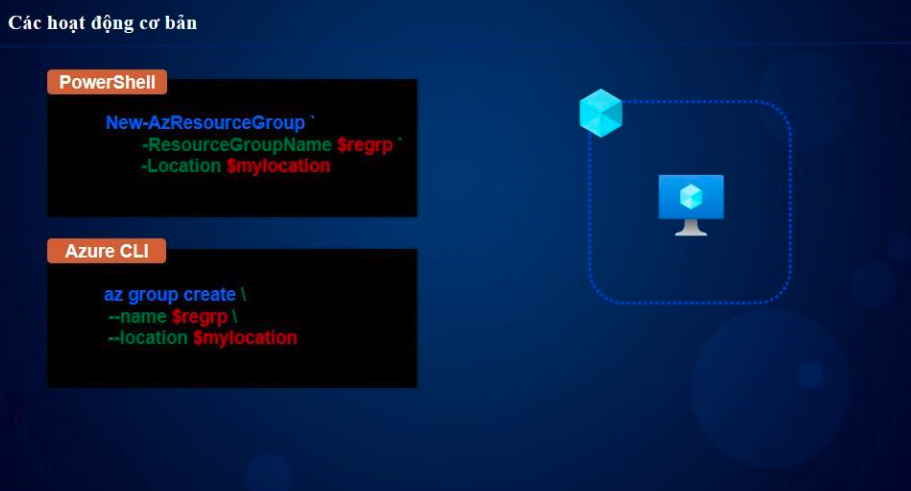 Các hoạt động cơ bản
PowerShell
New-AzResourceGroup `
-ResourceGroupName $regrp `
-Location $mylocation
Azure CLI
az group create \
--name $regrp \
--location $mylocation